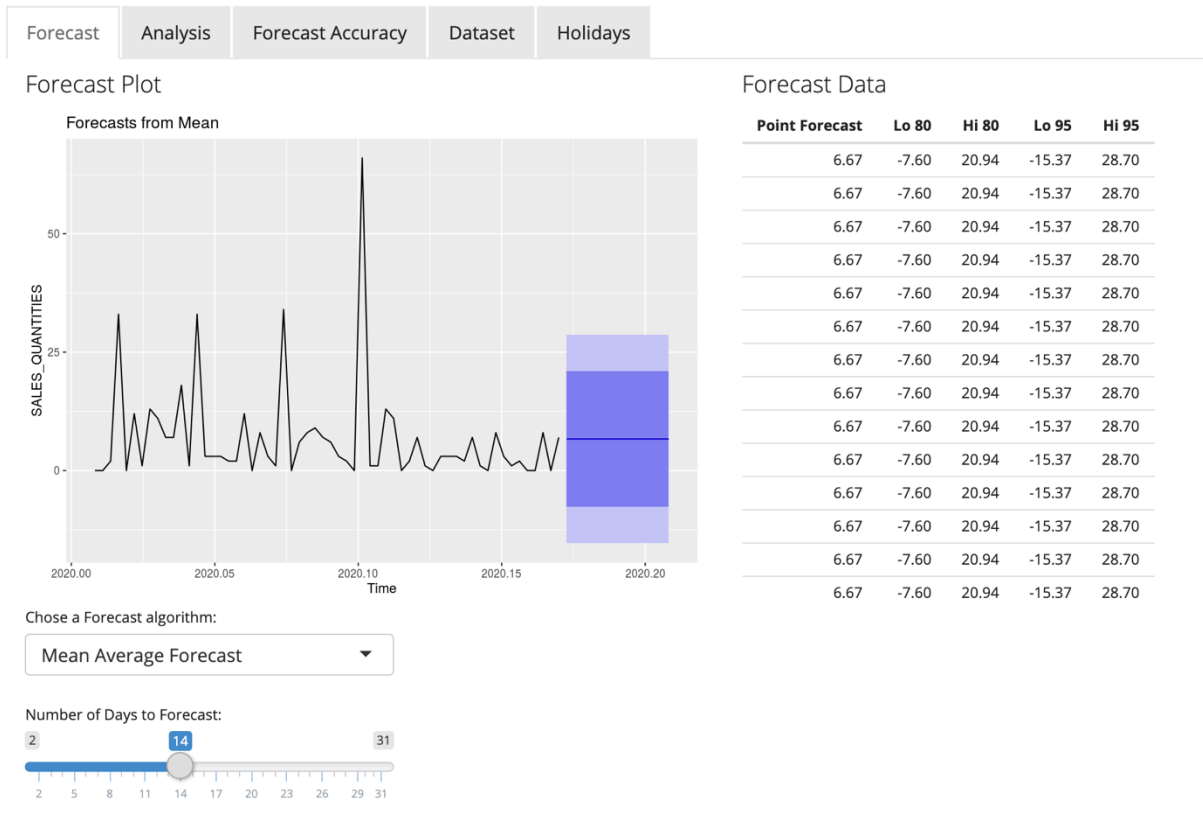 Forecast Analysis Forecast Accuracy Dataset Holidays
Forecast Plot
Forecasts from Mean
SALES_QUANTITIES
50
25
0
2020.00 2020.05 2020.10 2020.15 2020.20
Time
Chose a Forecast algorithm:
Mean Average Forecast
Number of Days to Forecast:
2 14 31
2 5 8 11 14 17 20 23 26 29 31
Forecast Data
Point Forecast Lo 80 Hi 80 Lo 95 Hi 95
6.67 -7.60 20.94 -15.37 28.70
6.67 -7.60 20.94 -15.37 28.70
6.67 -7.60 20.94 -15.37 28.70
6.67 -7.60 20.94 -15.37 28.70
6.67 -7.60 20.94 -15.37 28.70
6.67 -7.60 20.94 -15.37 28.70
6.67 -7.60 20.94 -15.37 28.70
6.67 -7.60 20.94 -15.37 28.70
6.67 -7.60 20.94 -15.37 28.70
6.67 -7.60 20.94 -15.37 28.70
6.67 -7.60 20.94 -15.37 28.70
6.67 -7.60 20.94 -15.37 28.70
6.67 -7.60 20.94 -15.37 28.70
6.67 -7.60 20.94 -15.37 28.70